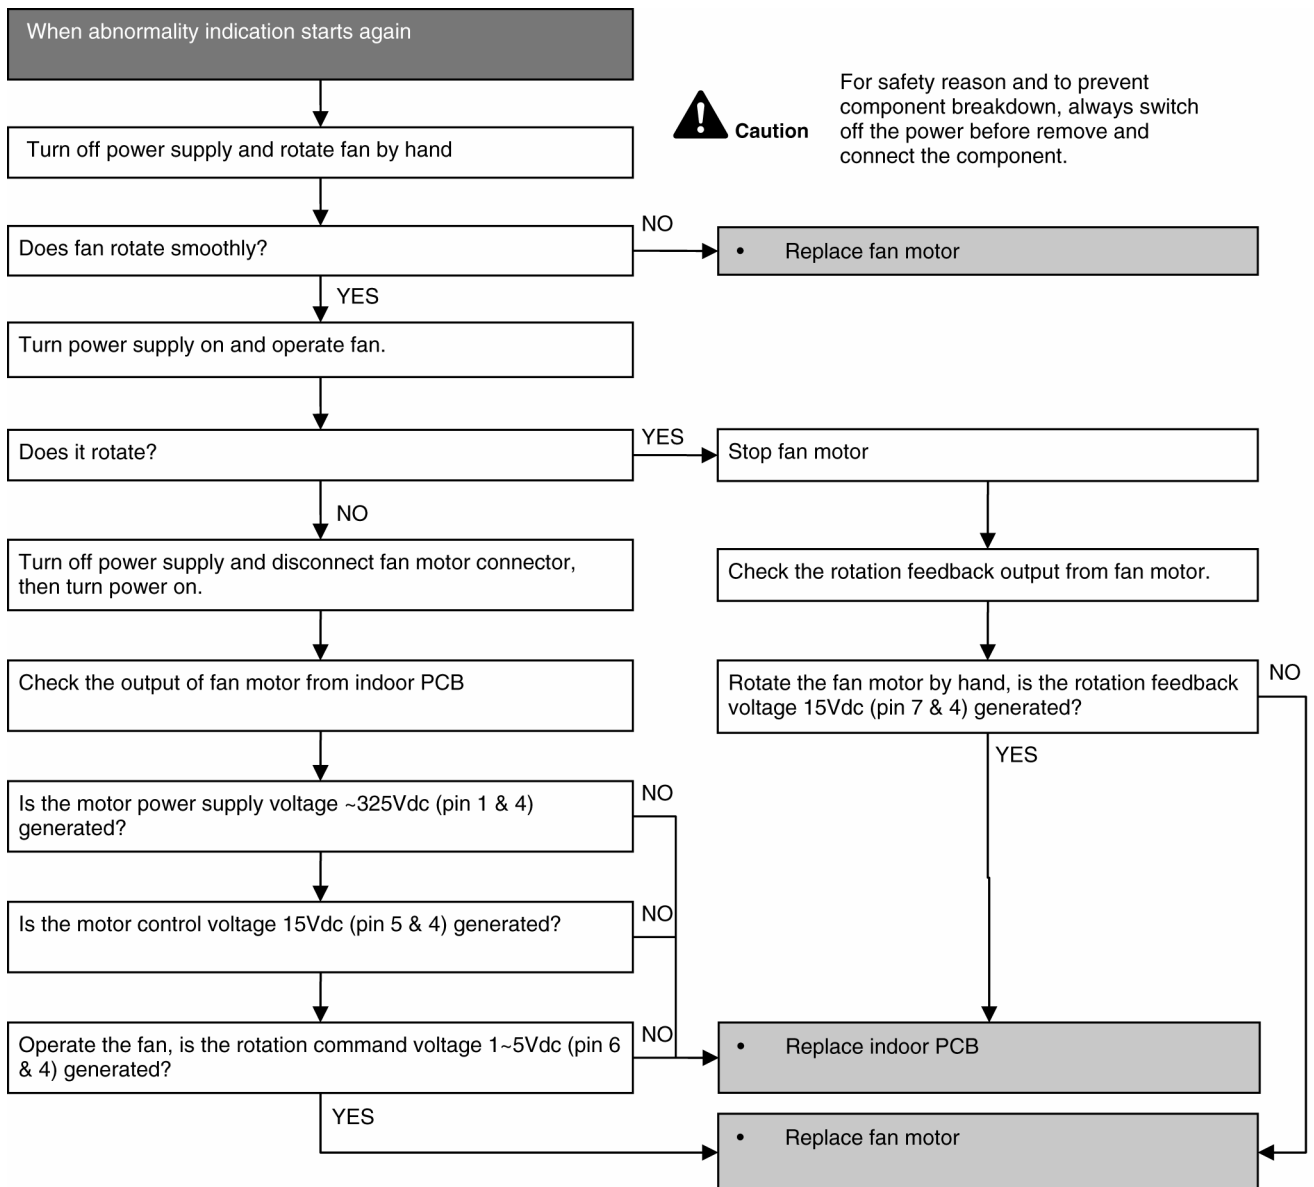 When abnormality indication starts again
For safety reason and to prevent
component breakdown, always switch
off the power before remove and
connect the component.
Caution
Turn off power supply and rotate fan by hand
Does fan rotate smoothly?
NO
• Replace fan motor
YES
Turn power supply on and operate fan.
Does it rotate?
YES
Stop fan motor
NO
Turn off power supply and disconnect fan motor connector,
then turn power on.
Check the rotation feedback output from fan motor.
Check the output of fan motor from indoor PCB
Rotate the fan motor by hand, is the rotation feedback
voltage 15Vdc (pin 7 & 4) generated?
NO
YES
Is the motor power supply voltage ~325Vdc (pin 1 & 4)
generated?
NO
Is the motor control voltage 15Vdc (pin 5 & 4) generated?
NO
Operate the fan, is the rotation command voltage 1~5Vdc (pin 6
& 4) generated?
NO
• Replace indoor PCB
YES
• Replace fan motor